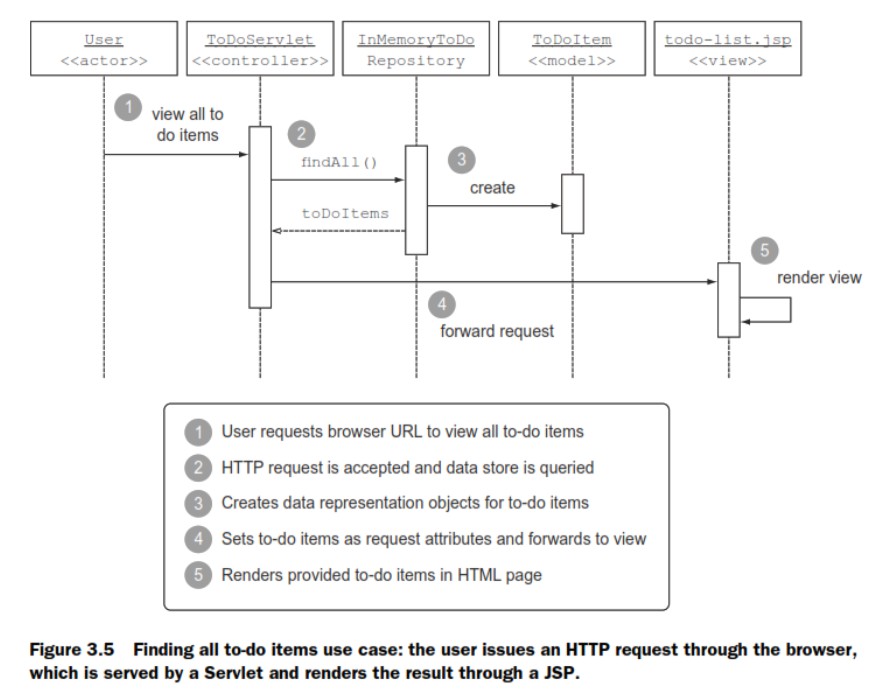 User
<<actor>>
ToDoServlet
<<controller>>
InMemoryToDo
Repository
ToDoItem
<<model>>
todo-list.jsp
<<view>>
1
view all to
do items
2
findAll()
3
create
toDoItems
5
render view
4
forward request
1 User requests browser URL to view all to-do items
2 HTTP request is accepted and data store is queried
3 Creates data representation objects for to-do items
4 Sets to-do items as request attributes and forwards to view
5 Renders provided to-do items in HTML page
Figure 3.5 Finding all to-do items use case: the user issues an HTTP request through the browser,
which is served by a Servlet and renders the result through a JSP.